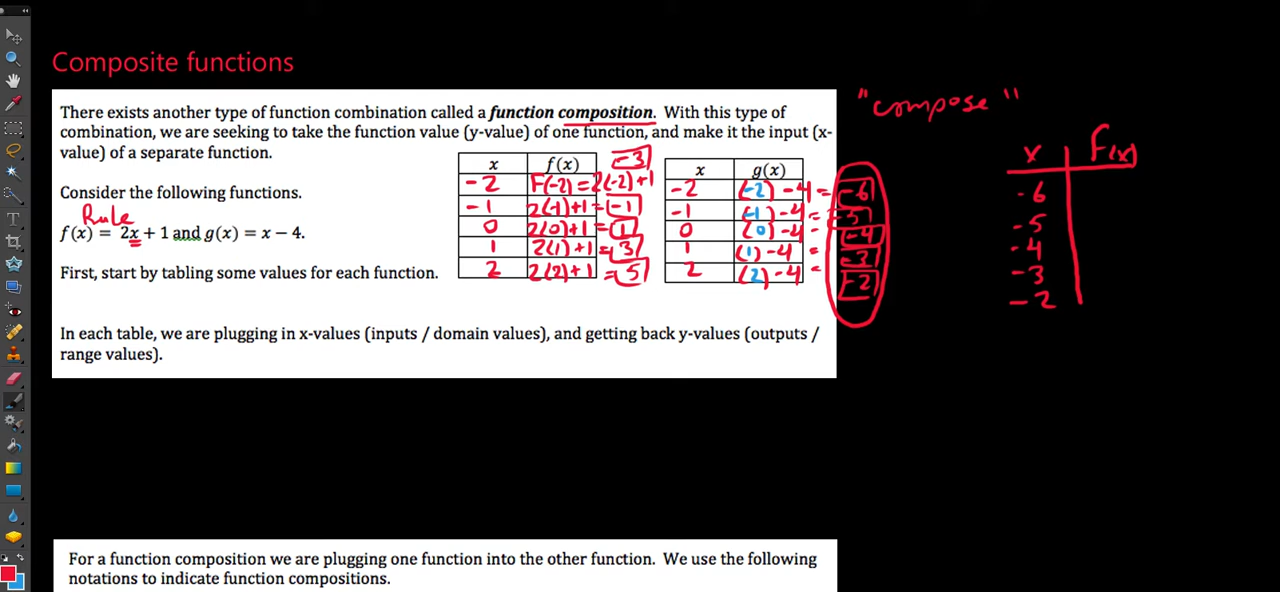 Composite functions
There exists another type of function combination called a function composition. With this type of
combination, we are seeking to take the function value (y-value) of one function, and make it the input (x-
value) of a separate function.
"compose"
Consider the following functions.
Rule
f(x) = 2x + 1 and g(x) = x − 4.
First, start by tabling some values for each function.
x f(x) -3
-2 F(-2) = 2(-2)+1
-1 2(-1)+1 = -1
0 2(0)+1 = 1
1 2(1)+1 = 3
2 2(2)+1 = 5
x g(x)
-2 (-2)-4 = -6
-1 (-1)-4 = -5
0 (0)-4 = -4
1 (1)-4 = -3
2 (2)-4 = -2
x F(x)
-6
-5
-4
-3
-2
In each table, we are plugging in x-values (inputs / domain values), and getting back y-values (outputs /
range values).
For a function composition we are plugging one function into the other function. We use the following
notations to indicate function compositions.